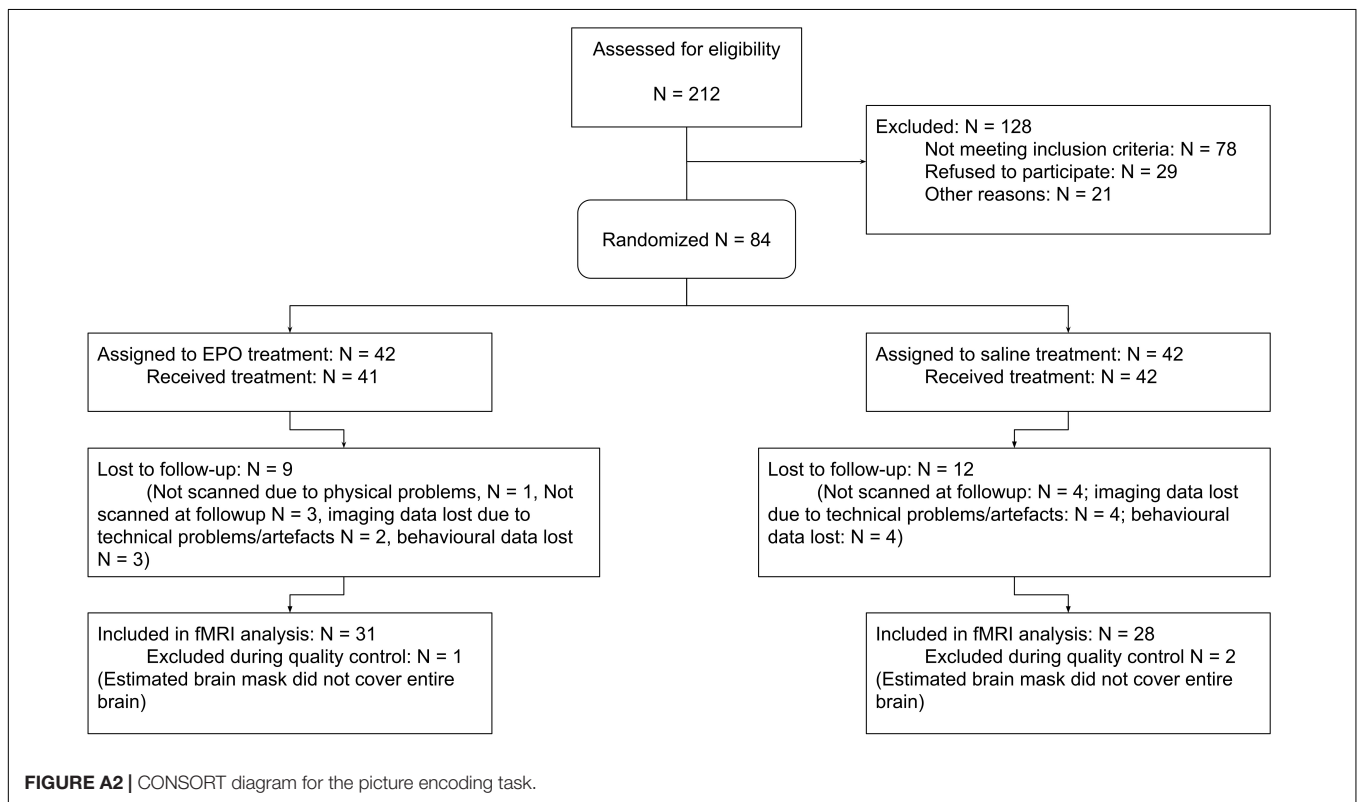 Assessed for eligibility
N = 212
Excluded: N = 128
Not meeting inclusion criteria: N = 78
Refused to participate: N = 29
Other reasons: N = 21
Randomized N = 84
Assigned to EPO treatment: N = 42
Received treatment: N = 41
Assigned to saline treatment: N = 42
Received treatment: N = 42
Lost to follow-up: N = 9
(Not scanned due to physical problems, N = 1, Not
scanned at followup N = 3, imaging data lost due to
technical problems/artefacts N = 2, behavioural data lost
N = 3)
Lost to follow-up: N = 12
(Not scanned at followup: N = 4; imaging data lost
due to technical problems/artefacts: N = 4; behavioural
data lost: N = 4)
Included in fMRI analysis: N = 31
Excluded during quality control: N = 1
(Estimated brain mask did not cover entire
brain)
Included in fMRI analysis: N = 28
Excluded during quality control N = 2
(Estimated brain mask did not cover entire
brain)
FIGURE A2 | CONSORT diagram for the picture encoding task.